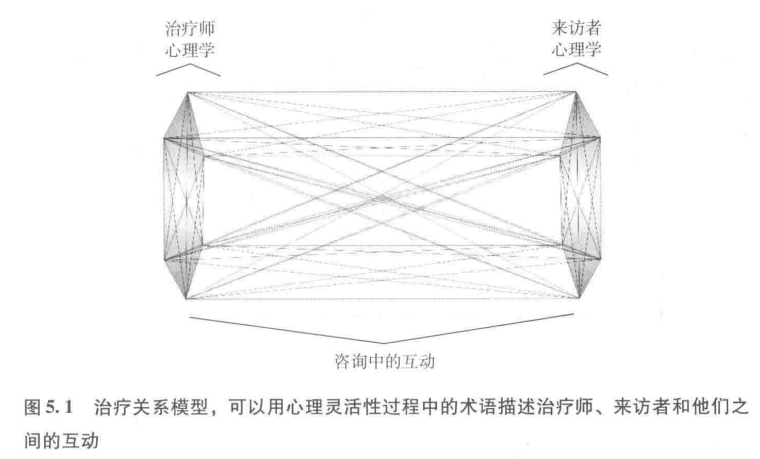 治疗师
心理学
来访者
心理学
咨询中的互动
图5.1 治疗关系模型，可以用心理灵活性过程中的术语描述治疗师、来访者和他们之
间的互动